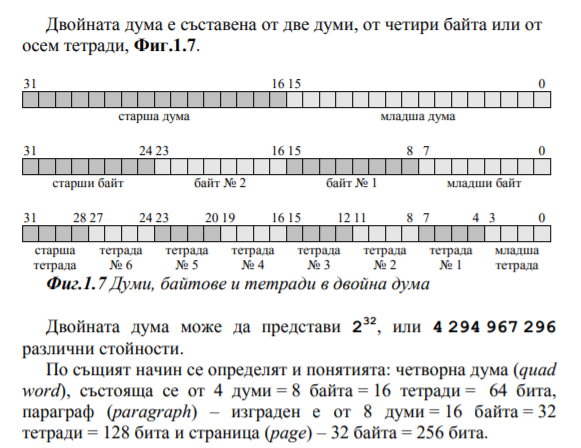 Двойната дума е съставена от две думи, от четири байта или от
осем тетради, Фиг.1.7.
31 16 15 0
старша дума младша дума
31 24 23 16 15 8 7 0
старши байт байт № 2 байт № 1 младши байт
31 28 27 24 23 20 19 16 15 12 11 8 7 4 3 0
старша тетрада тетрада тетрада тетрада тетрада тетрада младша
тетрада № 6 № 5 № 4 № 3 № 2 № 1 тетрада
Фиг.1.7 Думи, байтове и тетради в двойна дума
Двойната дума може да представи 2³², или 4 294 967 296
различни стойности.
По същият начин се определят и понятията: четворна дума (quad
word), състояща се от 4 думи = 8 байта = 16 тетради = 64 бита,
параграф (paragraph) – изграден е от 8 думи = 16 байта = 32
тетради = 128 бита и страница (page) – 32 байта = 256 бита.